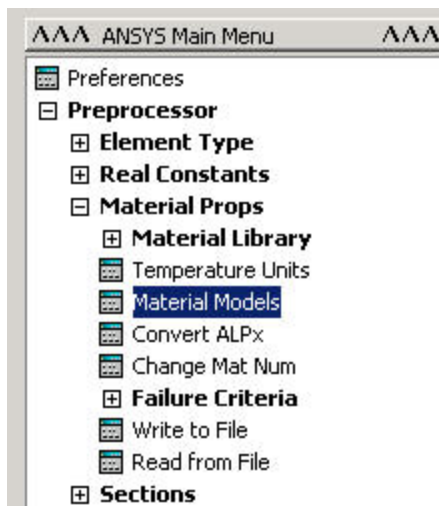 ΛΛΛ ANSYS Main Menu ΛΛΛ
Preferences
Preprocessor
Element Type
Real Constants
Material Props
Material Library
Temperature Units
Material Models
Convert ALPx
Change Mat Num
Failure Criteria
Write to File
Read from File
Sections